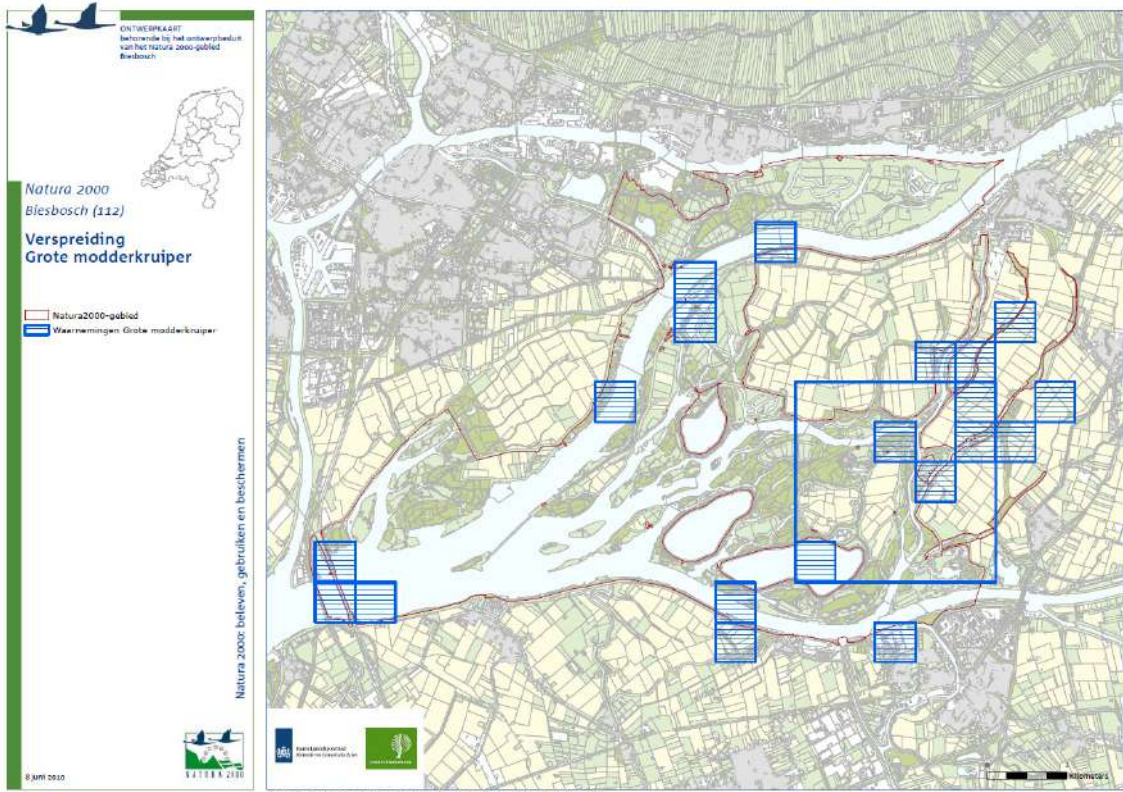 ONTWERPKAART
behorende bij het ontwerpbesluit
van het Natura 2000-gebied
Biesbosch
Natura 2000
Biesbosch (112)
Verspreiding
Grote modderkruiper
Natura2000-gebied
Waarnemingen Grote modderkruiper
Natura 2000: beleven, gebruiken en beschermen
NATURA 2000
8 juni 2010
Kilometers